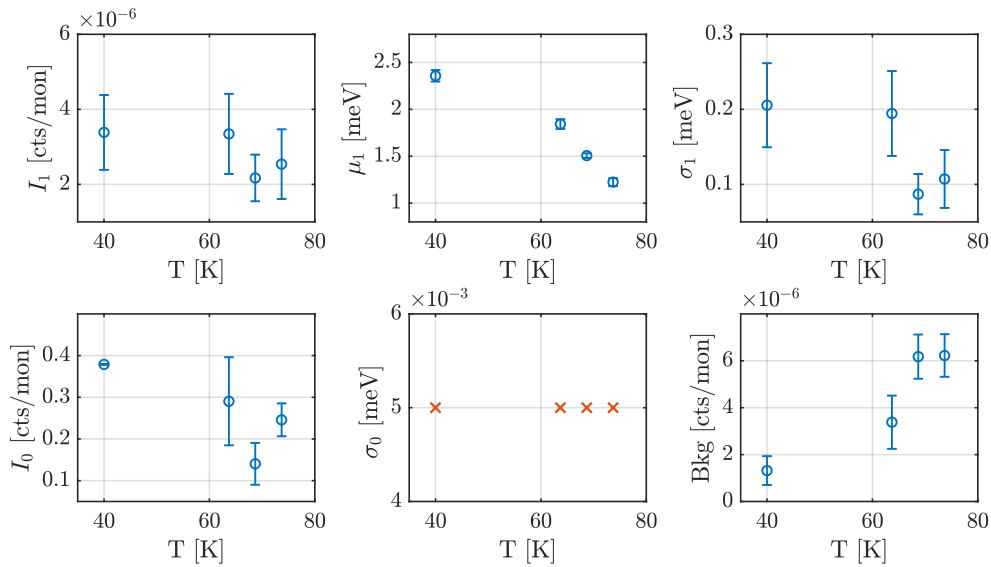 ×10⁻⁶
6
4
2
I₁ [cts/mon]
40 60 80
T [K]
2.5
2
1.5
1
μ₁ [meV]
40 60 80
T [K]
0.3
0.2
0.1
σ₁ [meV]
40 60 80
T [K]
0.4
0.3
0.2
0.1
I₀ [cts/mon]
40 60 80
T [K]
×10⁻³
6
5
4
σ₀ [meV]
40 60 80
T [K]
×10⁻⁶
6
4
2
0
Bkg [cts/mon]
40 60 80
T [K]